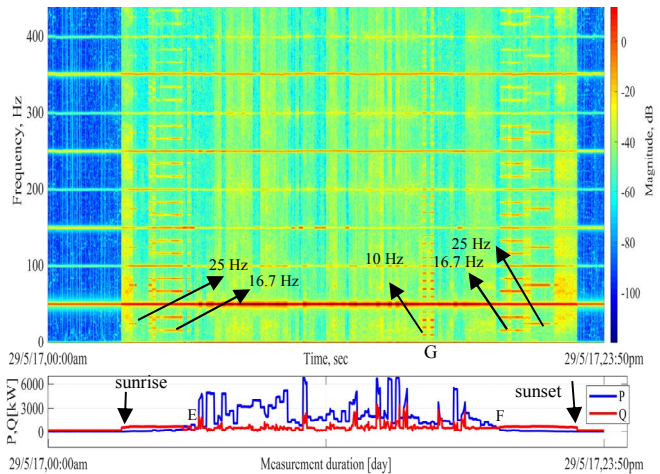 400
300
200
100
0
Frequency, Hz
0
-20
-40
-60
-80
-100
Magnitude, dB
25 Hz
16.7 Hz
10 Hz
25 Hz
16.7 Hz
29/5/17,00:00am
Time, sec
G
29/5/17,23:50pm
6000
3000
0
P,Q[kW]
sunrise
E
F
sunset
P
Q
29/5/17,00:00am
Measurement duration [day]
29/5/17,23:50pm